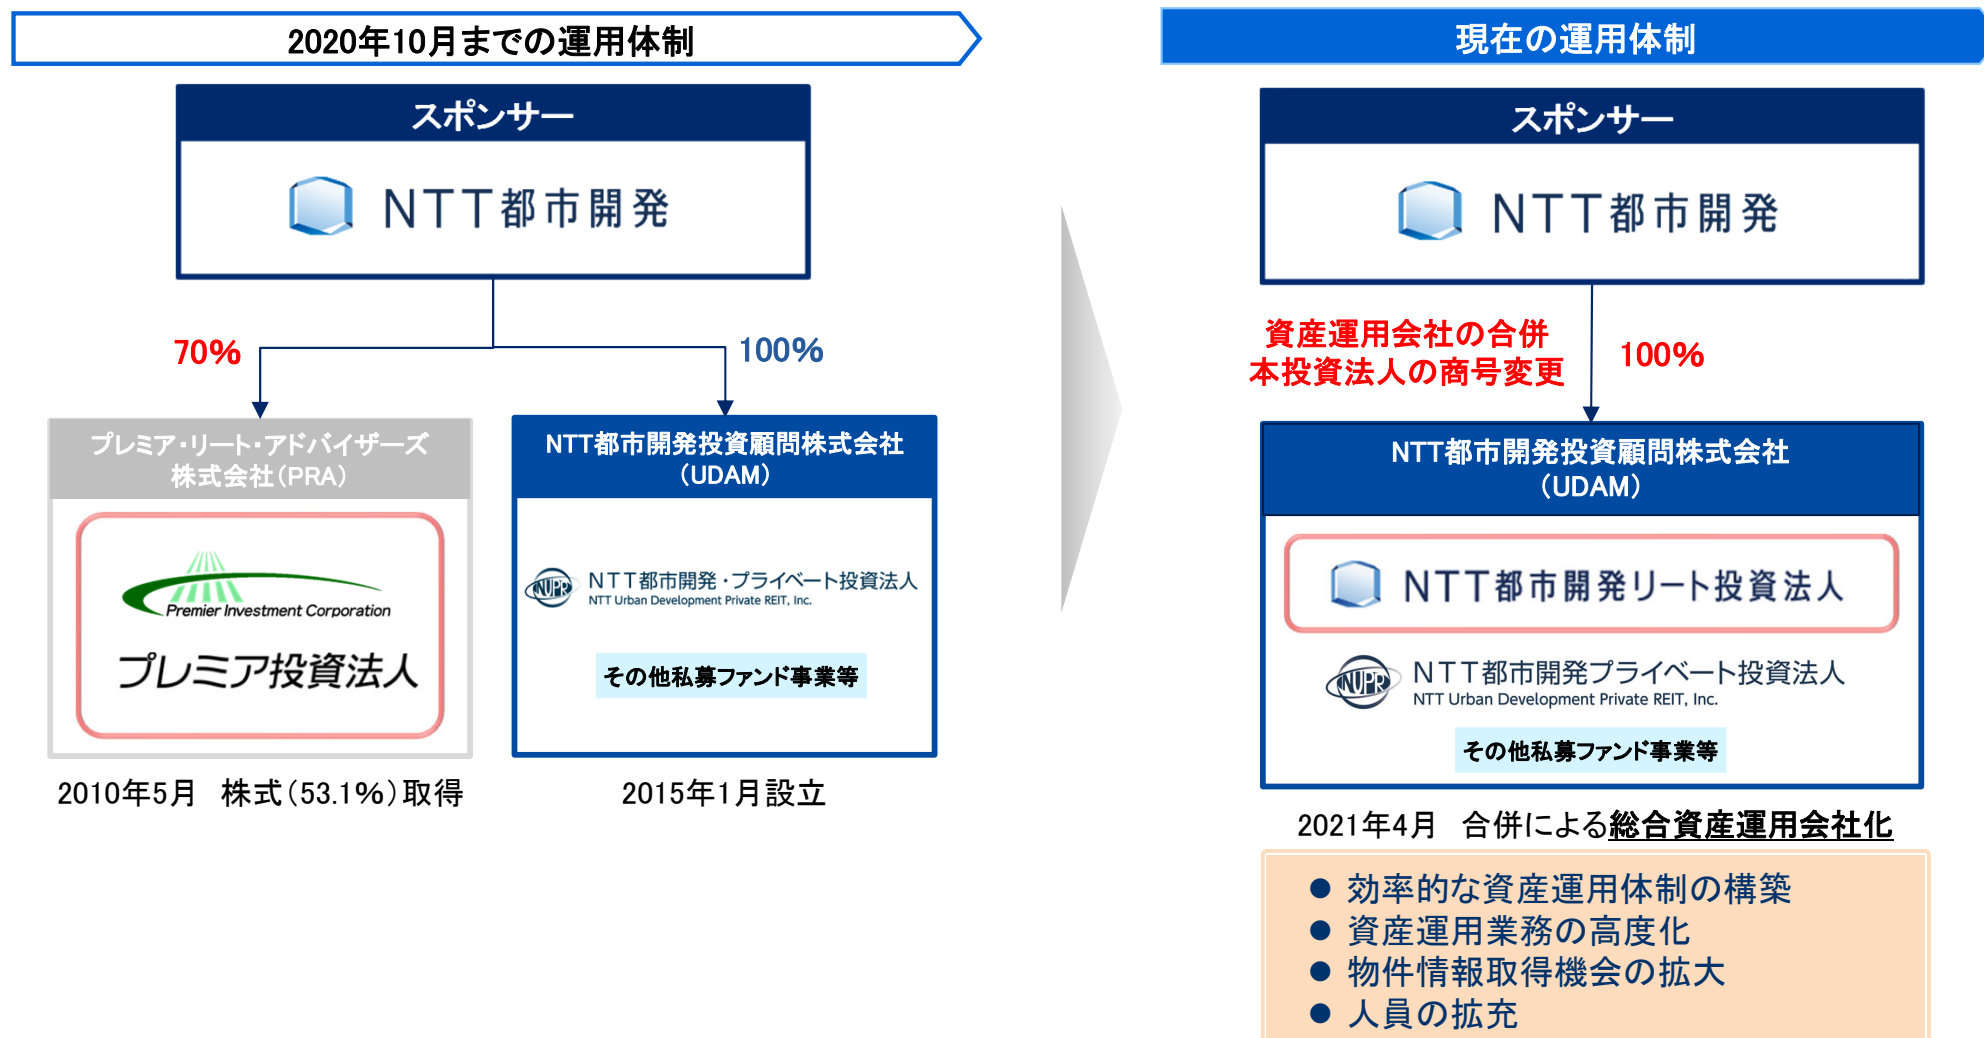 2020年10月までの運用体制
スポンサー
NTT都市開発
70%
100%
プレミア・リート・アドバイザーズ
株式会社（PRA）
Premier Investment Corporation
プレミア投資法人
2010年5月　株式（53.1%）取得
NTT都市開発投資顧問株式会社
（UDAM）
NUPR
NTT都市開発・プライベート投資法人
NTT Urban Development Private REIT, Inc.
その他私募ファンド事業等
2015年1月設立
現在の運用体制
スポンサー
NTT都市開発
資産運用会社の合併
本投資法人の商号変更
100%
NTT都市開発投資顧問株式会社
（UDAM）
NTT都市開発リート投資法人
NUPR
NTT都市開発プライベート投資法人
NTT Urban Development Private REIT, Inc.
その他私募ファンド事業等
2021年4月　合併による総合資産運用会社化
● 効率的な資産運用体制の構築
● 資産運用業務の高度化
● 物件情報取得機会の拡大
● 人員の拡充